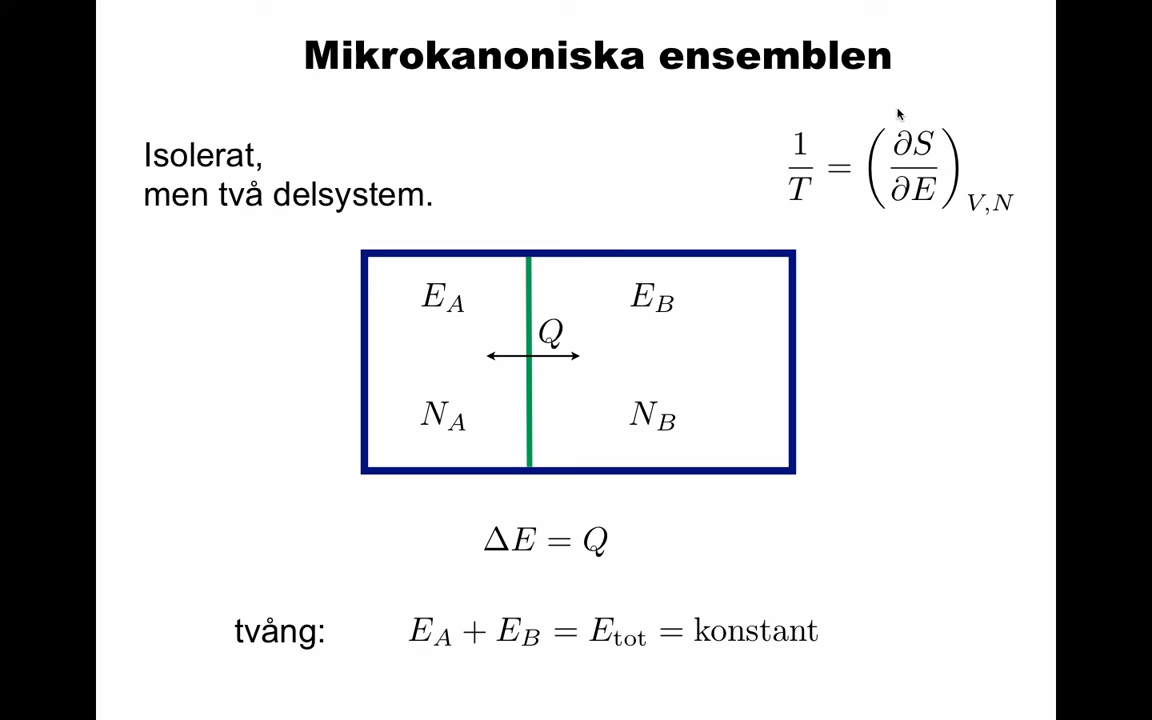 Mikrokanoniska ensemblen
Isolerat,
men två delsystem.
1/T = (∂S/∂E)_{V,N}
E_A E_B
Q
N_A N_B
ΔE = Q
tvång: E_A + E_B = E_tot = konstant